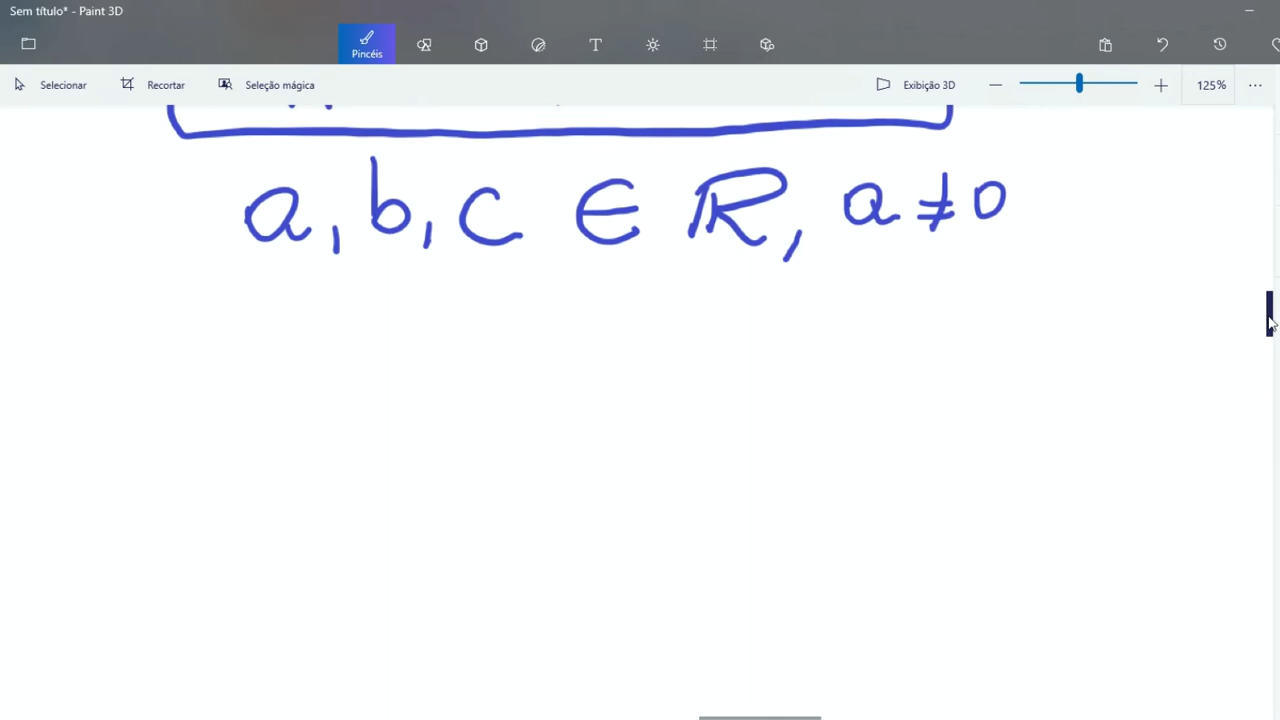 Sem título* - Paint 3D
Pincéis
Selecionar Recortar Seleção mágica Exibição 3D 125%
a, b, c ∈ ℝ, a ≠ 0